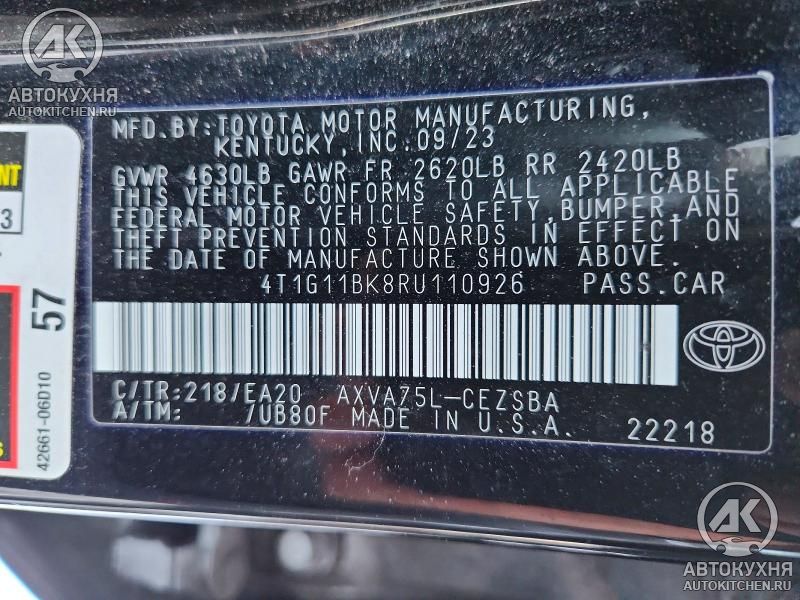 АК
АВТОКУХНЯ
AUTOKITCHEN.RU
MFD.BY:TOYOTA MOTOR MANUFACTURING,
KENTUCKY, INC.09/23
GVWR 4630LB GAWR FR 2620LB RR 2420LB
THIS VEHICLE CONFORMS TO ALL APPLICABLE
FEDERAL MOTOR VEHICLE SAFETY,BUMPER,AND
THEFT PREVENTION STANDARDS IN EFFECT ON
THE DATE OF MANUFACTURE SHOWN ABOVE.
4T1G11BK8RU110926 PASS.CAR
C/TR:218/EA20 AXVA75L-CEZSBA
A/TM: /UB80F MADE IN U.S.A. 22218
57
42661-06D10
АК
АВТОКУХНЯ
AUTOKITCHEN.RU